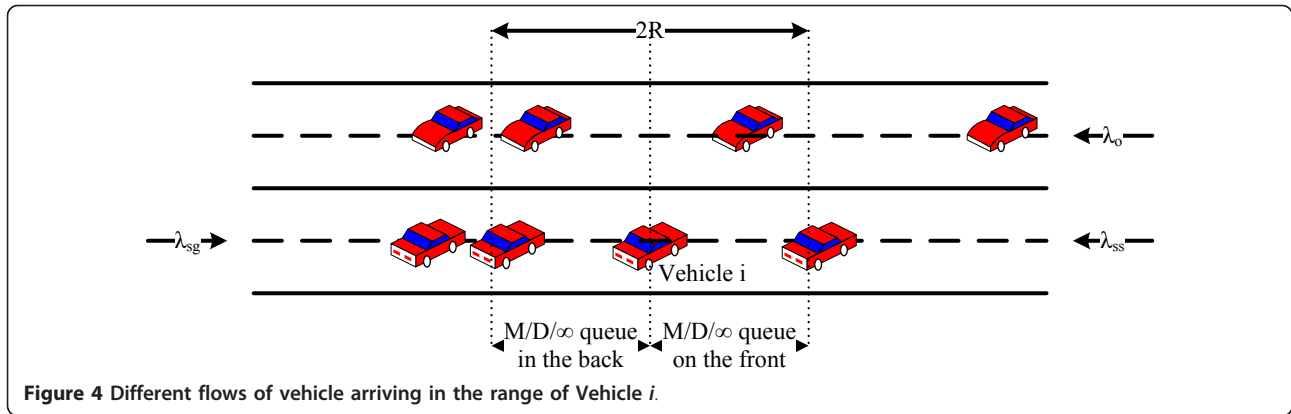 2R
λo
λsg
λss
Vehicle i
M/D/∞ queue in the back
M/D/∞ queue on the front
Figure 4 Different flows of vehicle arriving in the range of Vehicle i.